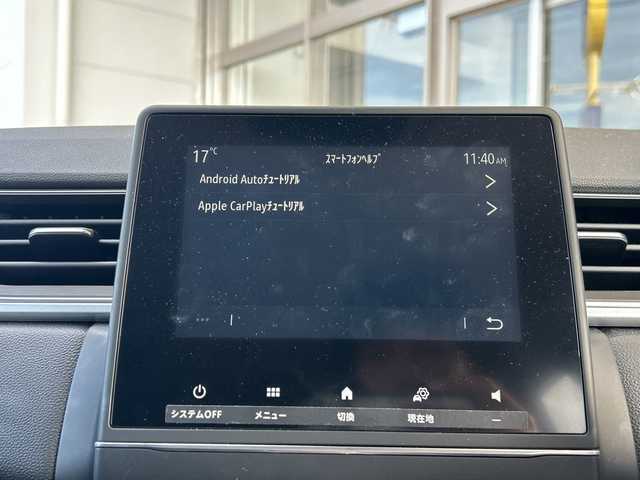 17℃ ｽﾏｰﾄﾌｫﾝﾍﾙﾌﾟ 11:40AM
Android Autoﾁｭｰﾄﾘｱﾙ
Apple CarPlayﾁｭｰﾄﾘｱﾙ
システムOFF メニュー 切換 現在地